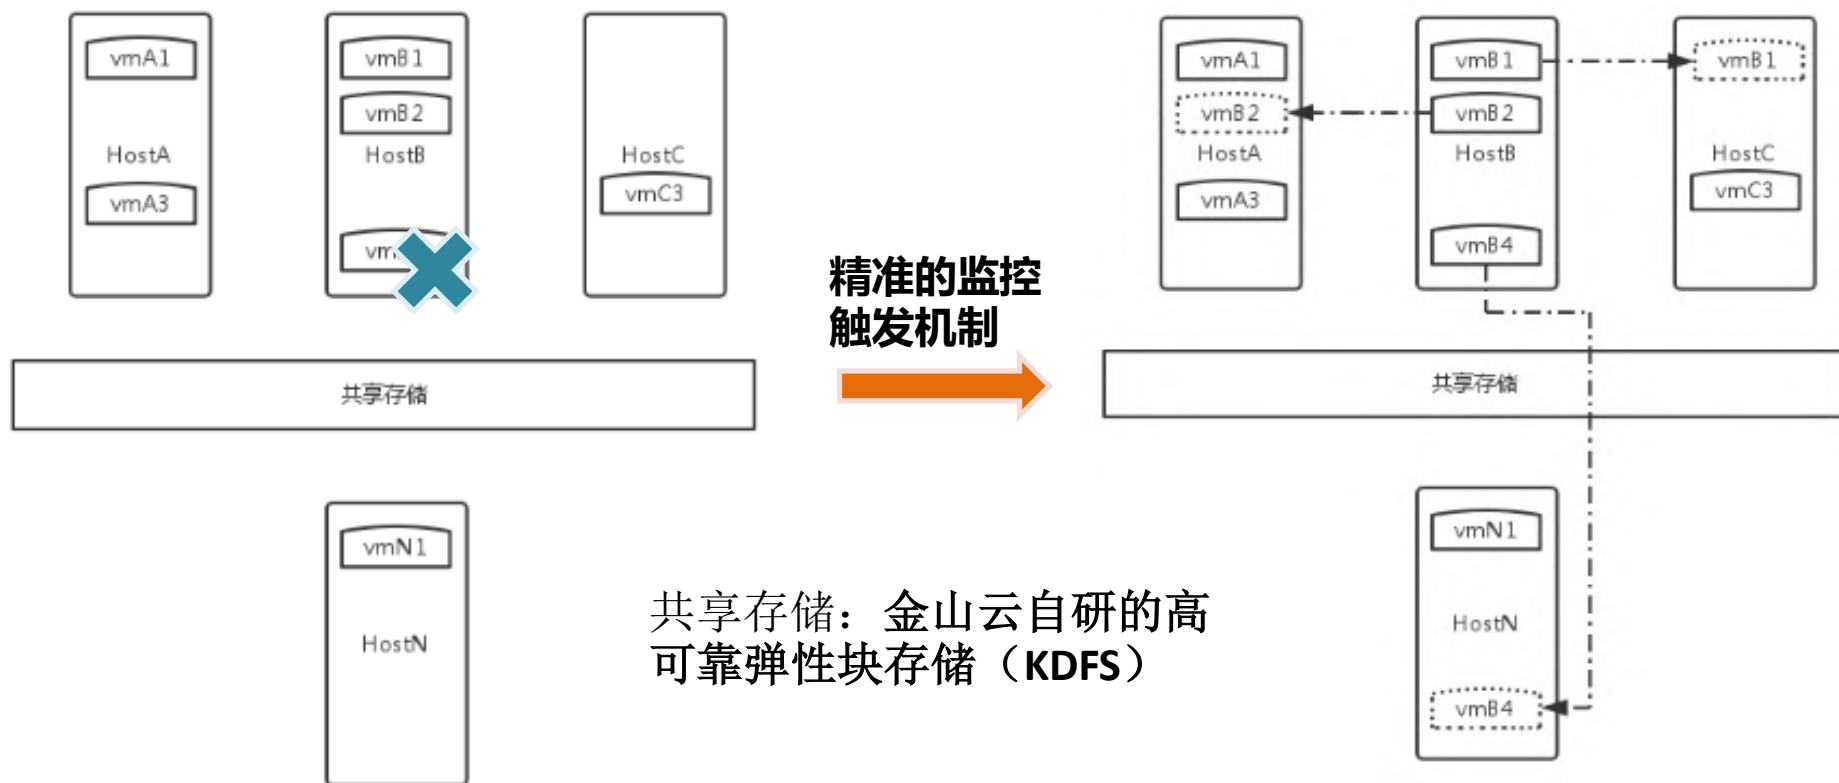 vmA1
HostA
vmA3
vmB1
vmB2
HostB
HostC
vmC3
共享存储
vmN1
HostN
精准的监控
触发机制
vmA1
vmB2
HostA
vmA3
vmB1
vmB2
HostB
vmB4
vmB1
HostC
vmC3
共享存储
vmN1
HostN
vmB4
共享存储：金山云自研的高
可靠弹性块存储（KDFS）